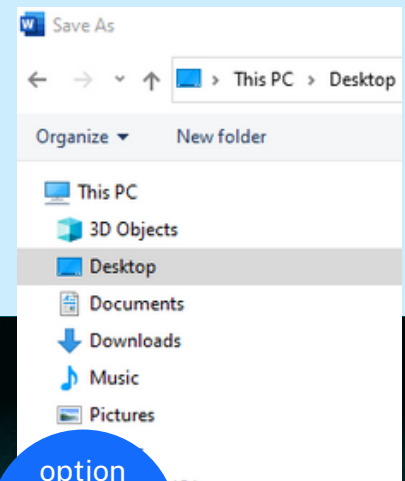 Save As
This PC > Desktop
Organize New folder
This PC
3D Objects
Desktop
Documents
Downloads
Music
Pictures
option